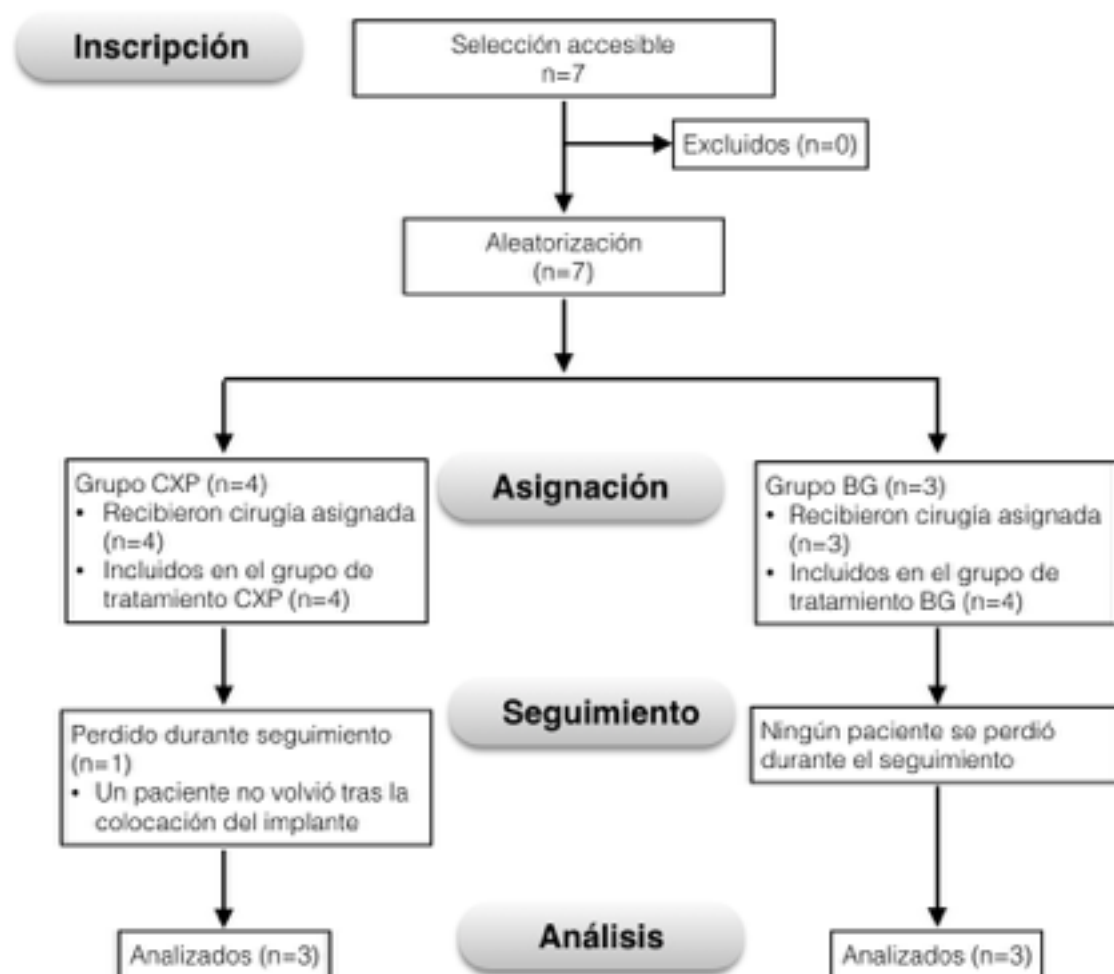 Inscripción
Selección accesible
n=7
Excluidos (n=0)
Aleatorización
(n=7)
Grupo CXP (n=4)
• Recibieron cirugía asignada
(n=4)
• Incluidos en el grupo de
tratamiento CXP (n=4)
Asignación
Grupo BG (n=3)
• Recibieron cirugía asignada
(n=3)
• Incluidos en el grupo de
tratamiento BG (n=4)
Perdido durante seguimiento
(n=1)
• Un paciente no volvió tras la
colocación del implante
Seguimiento
Ningún paciente se perdió
durante el seguimiento
Analizados (n=3)
Análisis
Analizados (n=3)